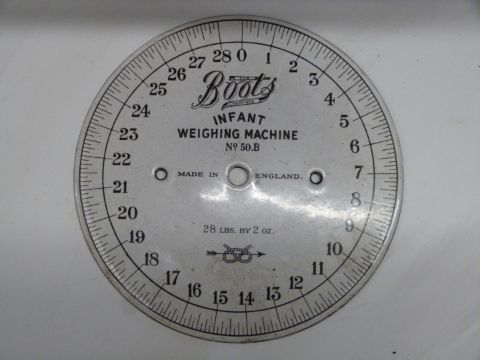 0 1 2 3 4 5 6 7 8 9 10 11 12 13 14 15 16 17 18 19 20 21 22 23 24 25 26 27 28
Boots
INFANT
WEIGHING MACHINE
Nº 50.B
MADE IN ENGLAND.
28 LBS. BY 2 OZ.